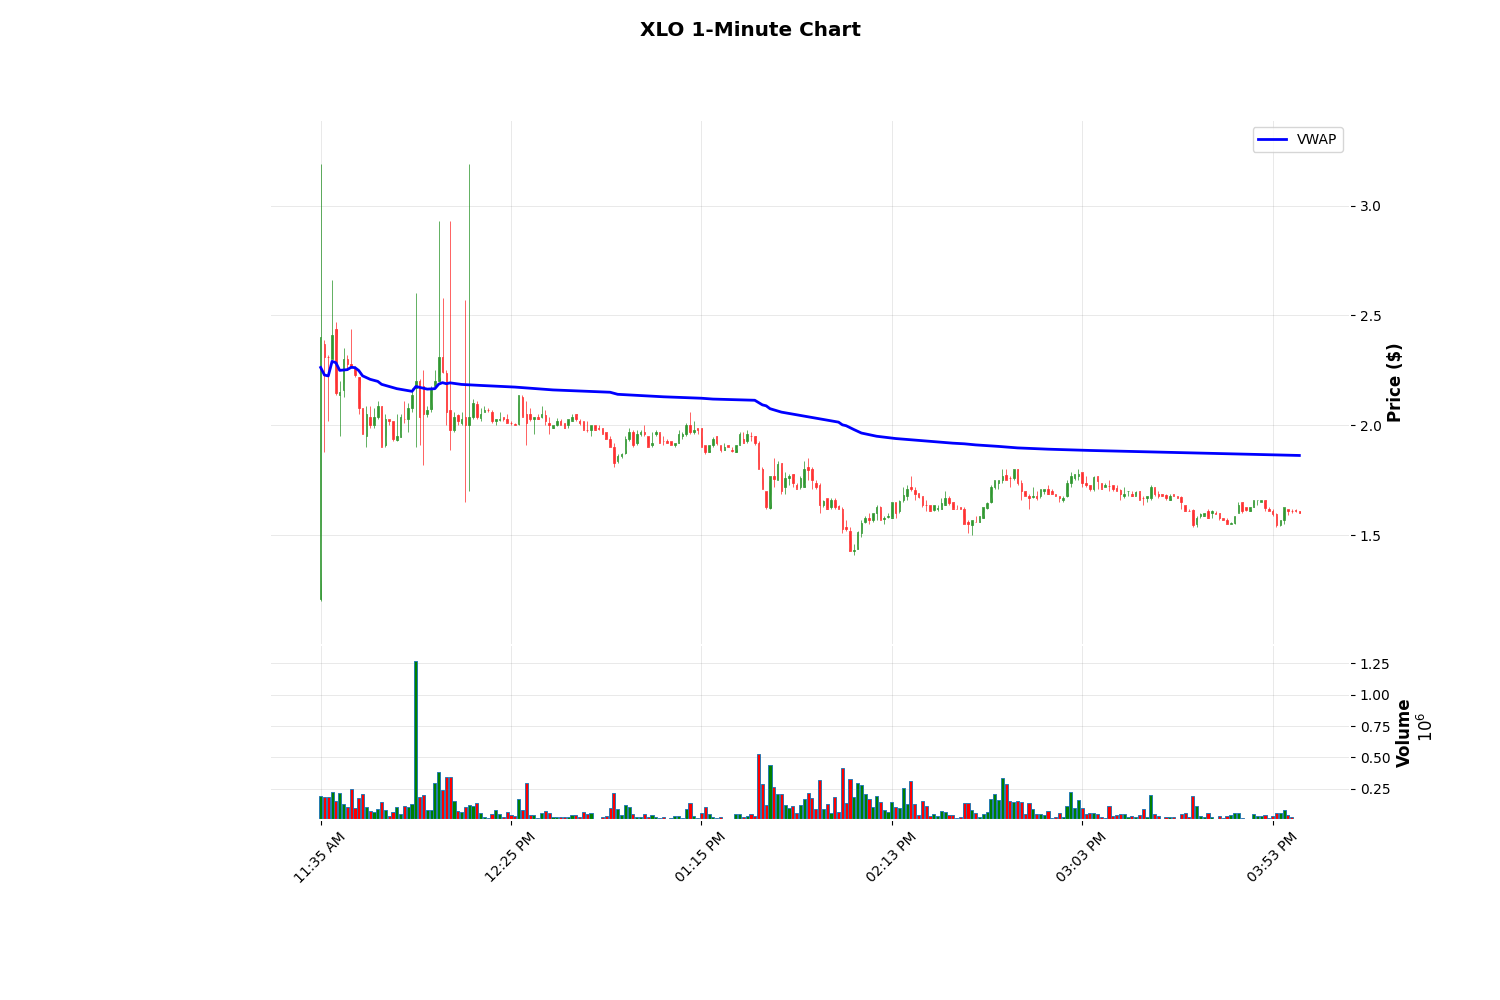 XLO 1-Minute Chart
VWAP
3.0
2.5
2.0
1.5
Price ($)
1.25
1.00
0.75
0.50
0.25
Volume
10^6
11:35 AM
12:25 PM
01:15 PM
02:13 PM
03:03 PM
03:53 PM